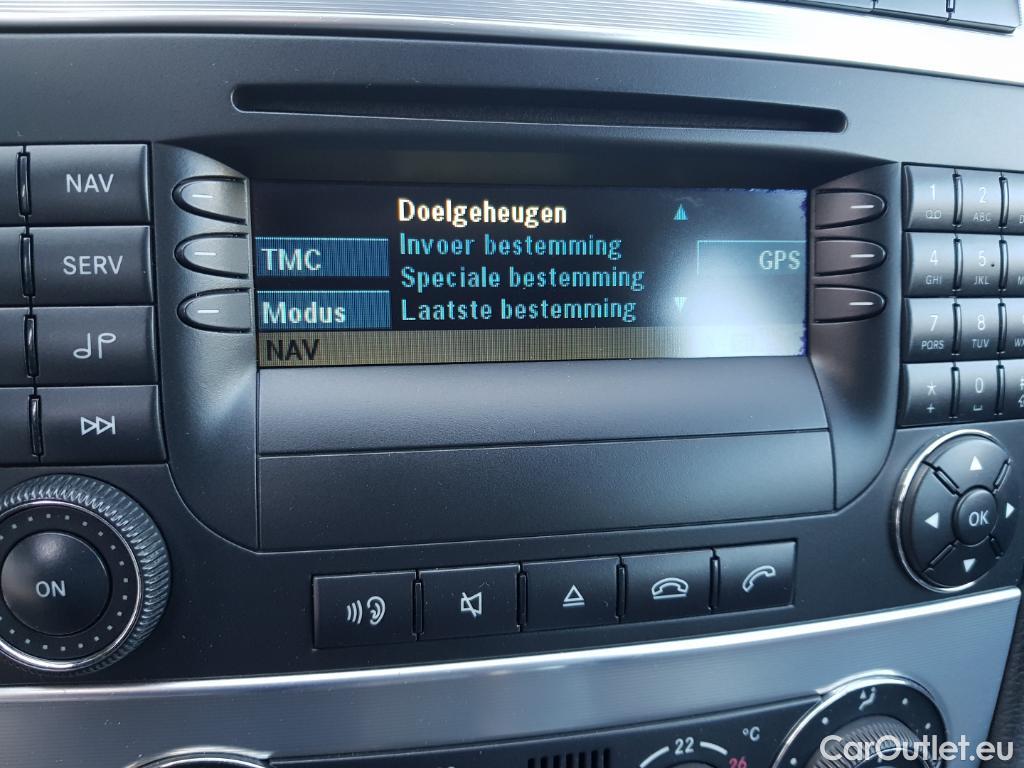 NAV
SERV
ON
Doelgeheugen
Invoer bestemming
Speciale bestemming
Laatste bestemming
TMC
Modus
NAV
GPS
1
2 ABC
4 GHI
5 JKL
7 PQRS
8 TUV
* +
0
OK
22
°C
26
CarOutlet.eu